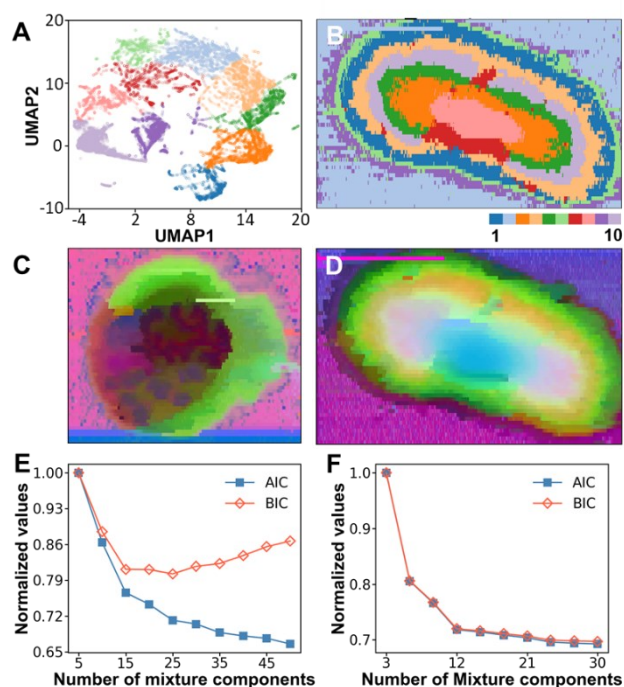 A
UMAP2
20
10
0
-10
-4 2 8 14 20
UMAP1
B
1 10
C
D
E
Normalized values
1.00
0.93
0.86
0.79
0.72
0.65
AIC
BIC
5 15 25 35 45
Number of mixture components
F
Normalized values
1.0
0.9
0.8
0.7
AIC
BIC
3 12 21 30
Number of Mixture components